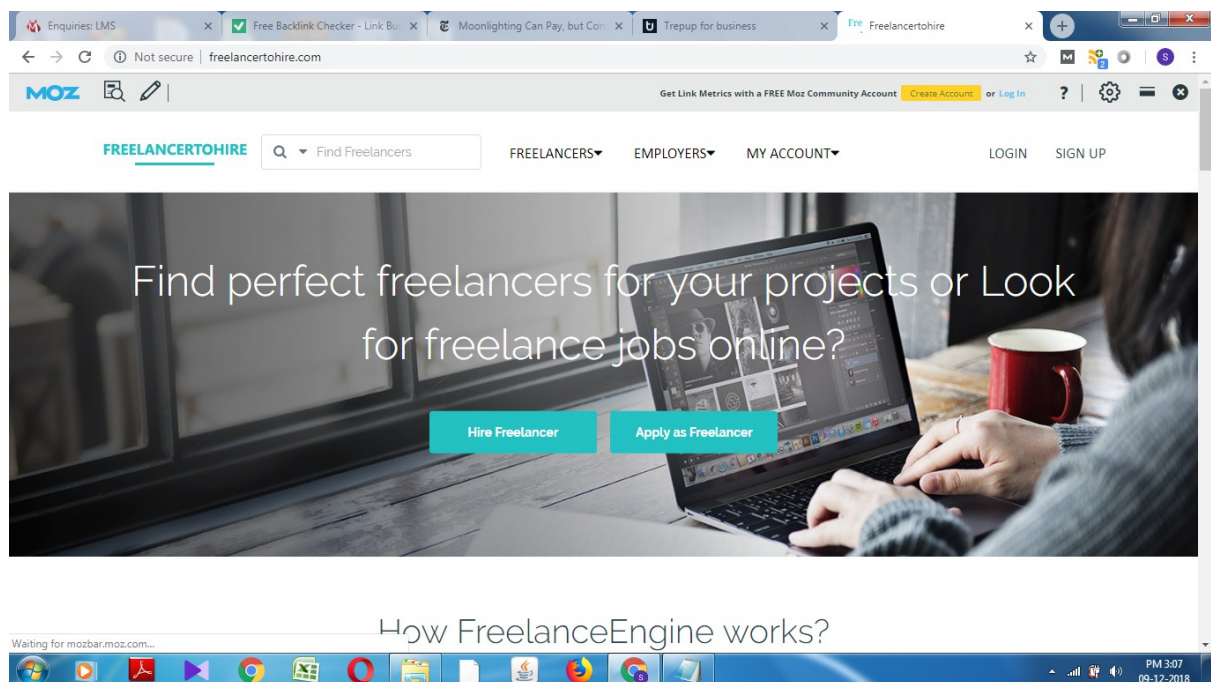 Enquiries: LMS
Free Backlink Checker - Link Bu
Moonlighting Can Pay, but Con
Trepup for business
Fre Freelancertohire
Not secure | freelancertohire.com
MOZ
Get Link Metrics with a FREE Moz Community Account Create Account or Log In
FREELANCERTOHIRE
Find Freelancers
FREELANCERS
EMPLOYERS
MY ACCOUNT
LOGIN
SIGN UP
Find perfect freelancers for your projects or Look
for freelance jobs online?
Hire Freelancer
Apply as Freelancer
How FreelanceEngine works?
Waiting for mozbar.moz.com...
PM 3:07
09-12-2018